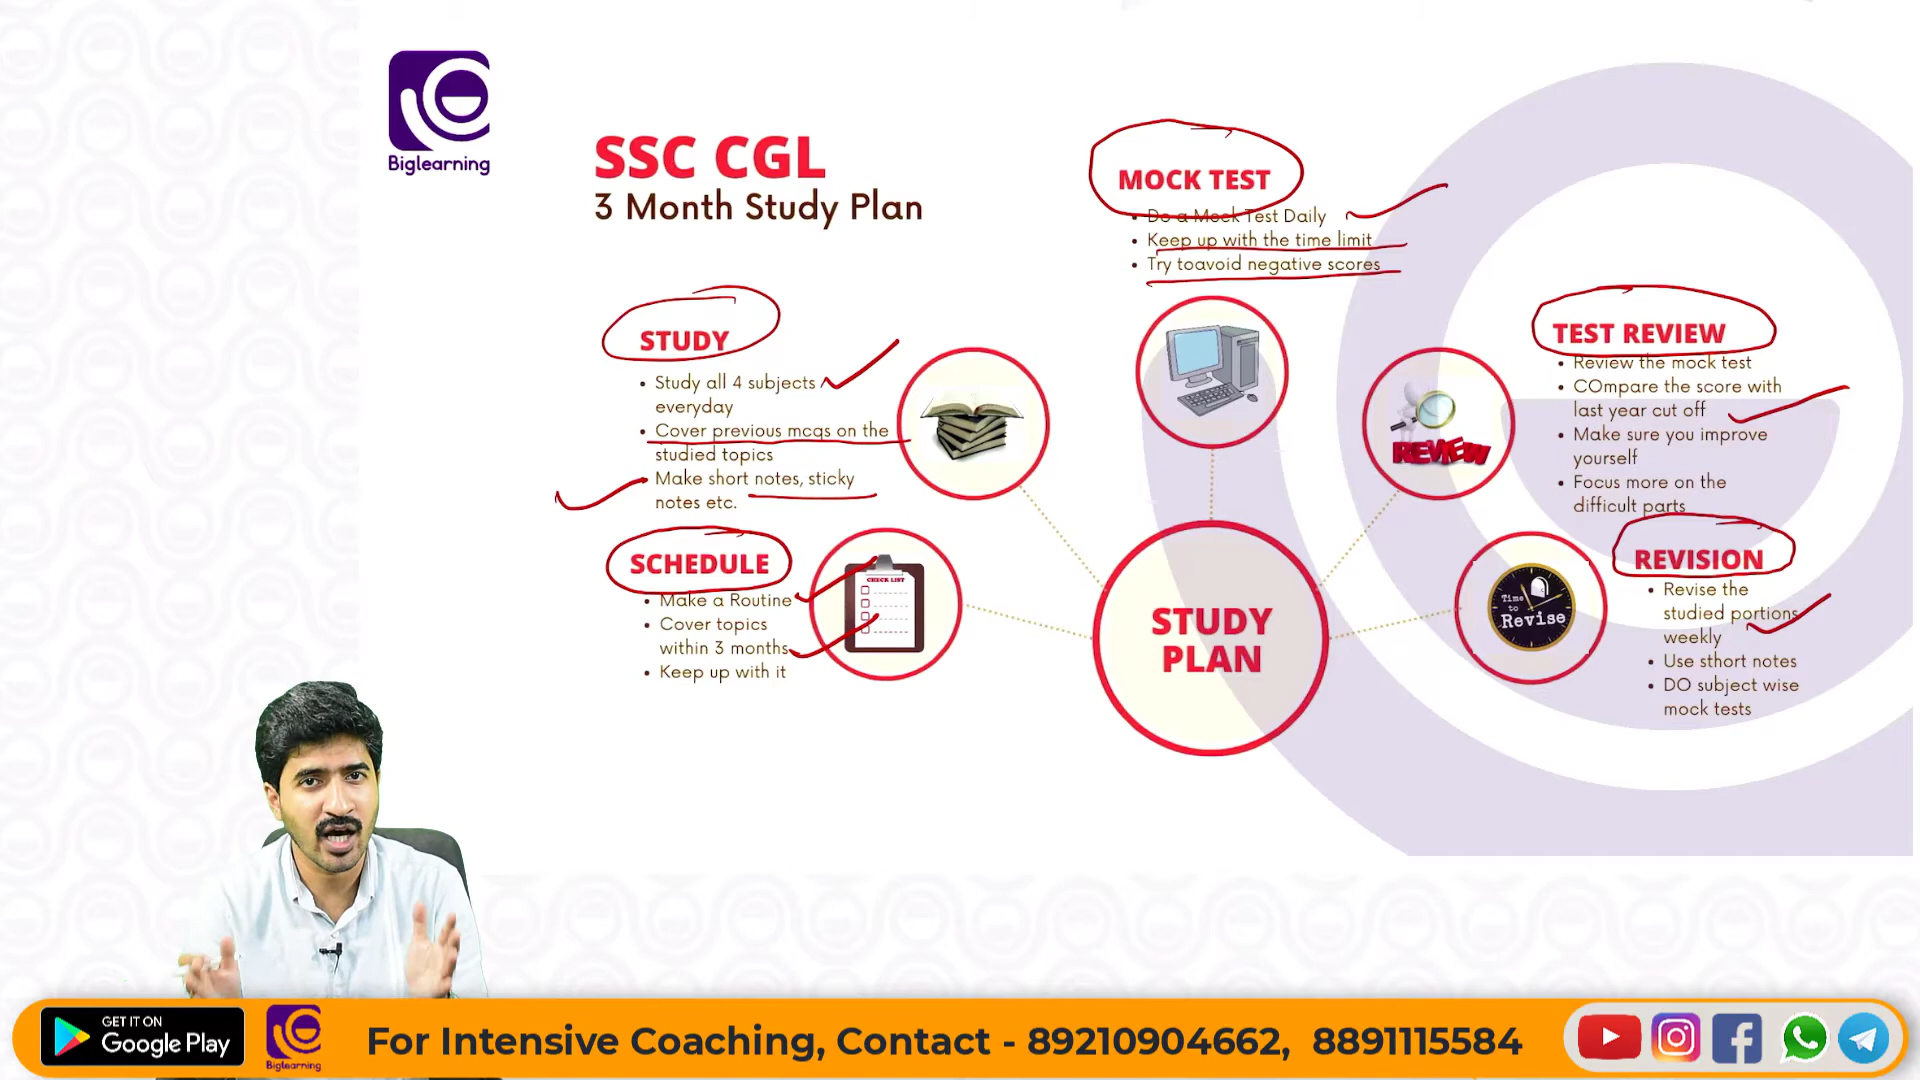 Biglearning
SSC CGL
3 Month Study Plan
MOCK TEST
• Do a Mock Test Daily
• Keep up with the time limit
• Try toavoid negative scores
STUDY
• Study all 4 subjects
everyday
• Cover previous mcqs on the
studied topics
• Make short notes, sticky
notes etc.
TEST REVIEW
Review the mock test
• COmpare the score with
last year cut off
• Make sure you improve
yourself
• Focus more on the
difficult parts
REVIEW
SCHEDULE
• Make a Routine
• Cover topics
within 3 months
• Keep up with it
CHECK LIST
STUDY
PLAN
Time
to
Revise
REVISION
• Revise the
studied portions
weekly
• Use sthort notes
• DO subject wise
mock tests
GET IT ON
Google Play
Biglearning
For Intensive Coaching, Contact - 89210904662, 8891115584